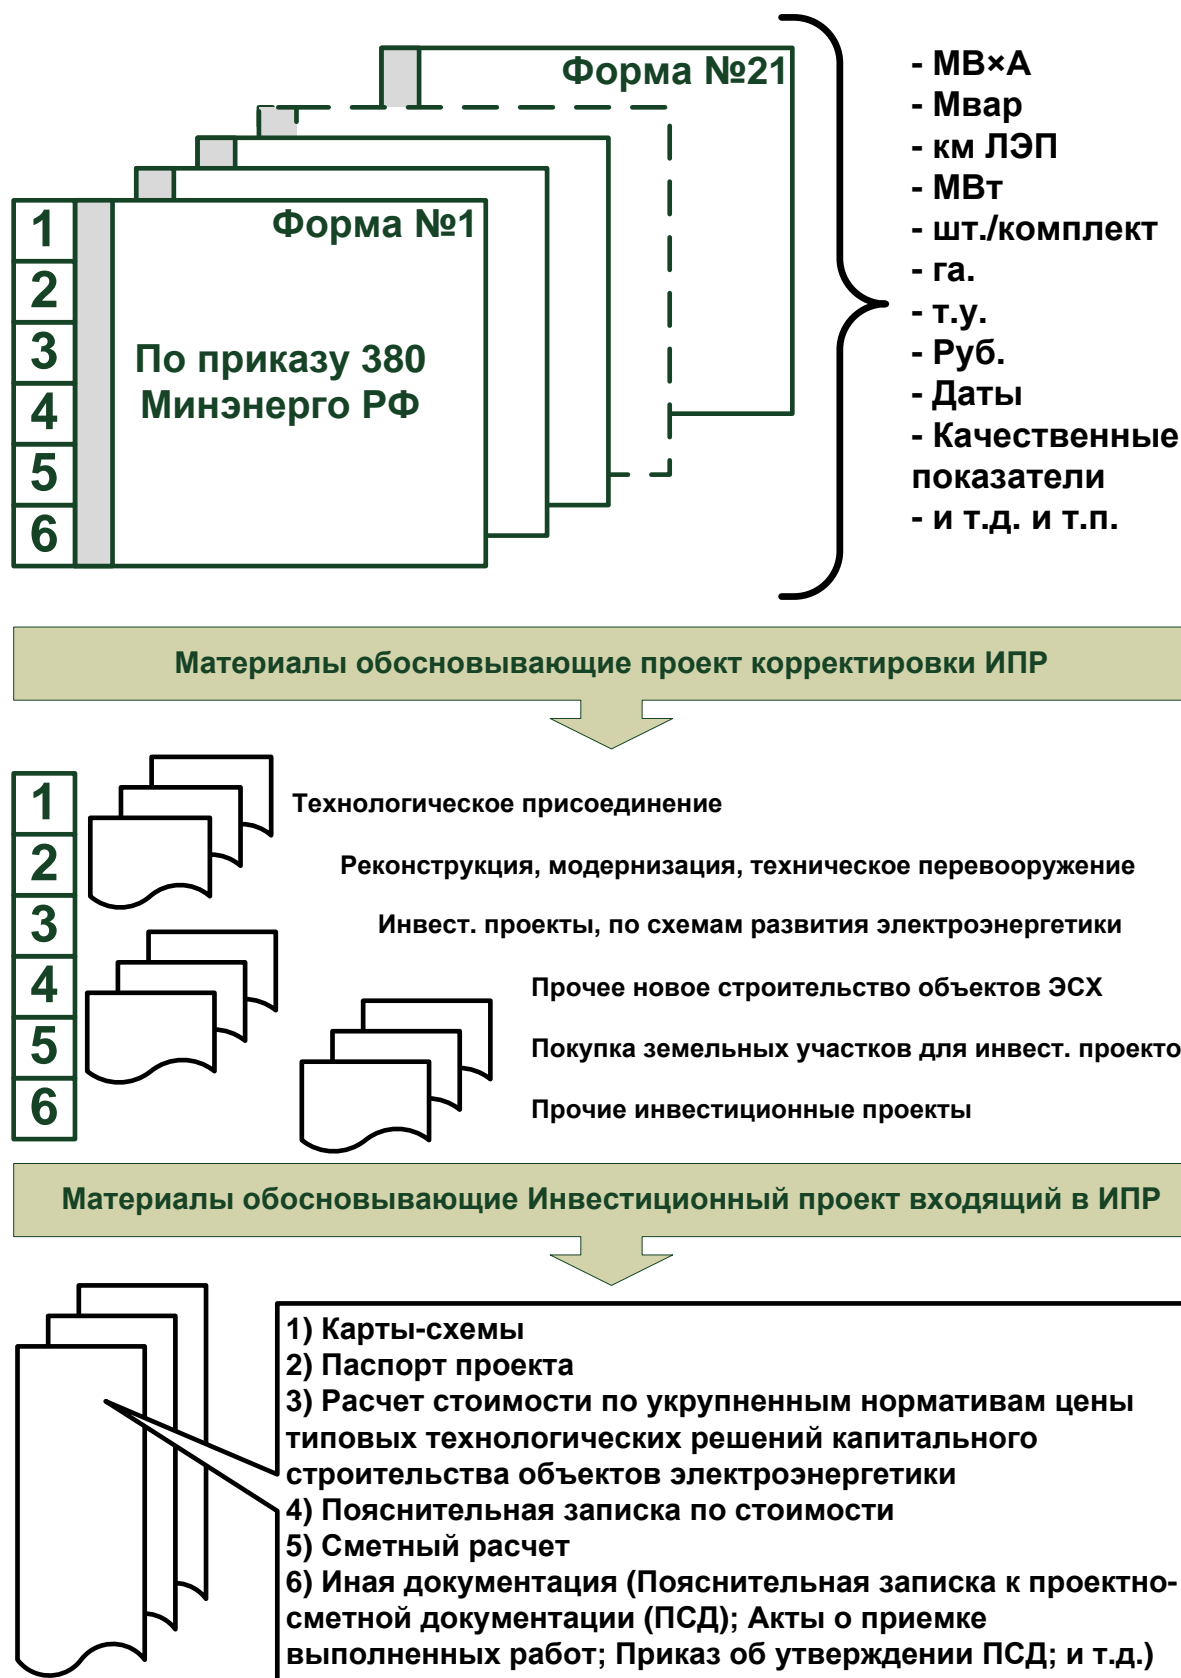 Форма №21
Форма №1
1
2
3
4
5
6
По приказу 380
Минэнерго РФ
- МВ×А
- Мвар
- км ЛЭП
- МВт
- шт./комплект
- га.
- т.у.
- Руб.
- Даты
- Качественные
показатели
- и т.д. и т.п.
Материалы обосновывающие проект корректировки ИПР
1
2
3
4
5
6
Технологическое присоединение
Реконструкция, модернизация, техническое перевооружение
Инвест. проекты, по схемам развития электроэнергетики
Прочее новое строительство объектов ЭСХ
Покупка земельных участков для инвест. проекто
Прочие инвестиционные проекты
Материалы обосновывающие Инвестиционный проект входящий в ИПР
1) Карты-схемы
2) Паспорт проекта
3) Расчет стоимости по укрупненным нормативам цены
типовых технологических решений капитального
строительства объектов электроэнергетики
4) Пояснительная записка по стоимости
5) Сметный расчет
6) Иная документация (Пояснительная записка к проектно-
сметной документации (ПСД); Акты о приемке
выполненных работ; Приказ об утверждении ПСД; и т.д.)